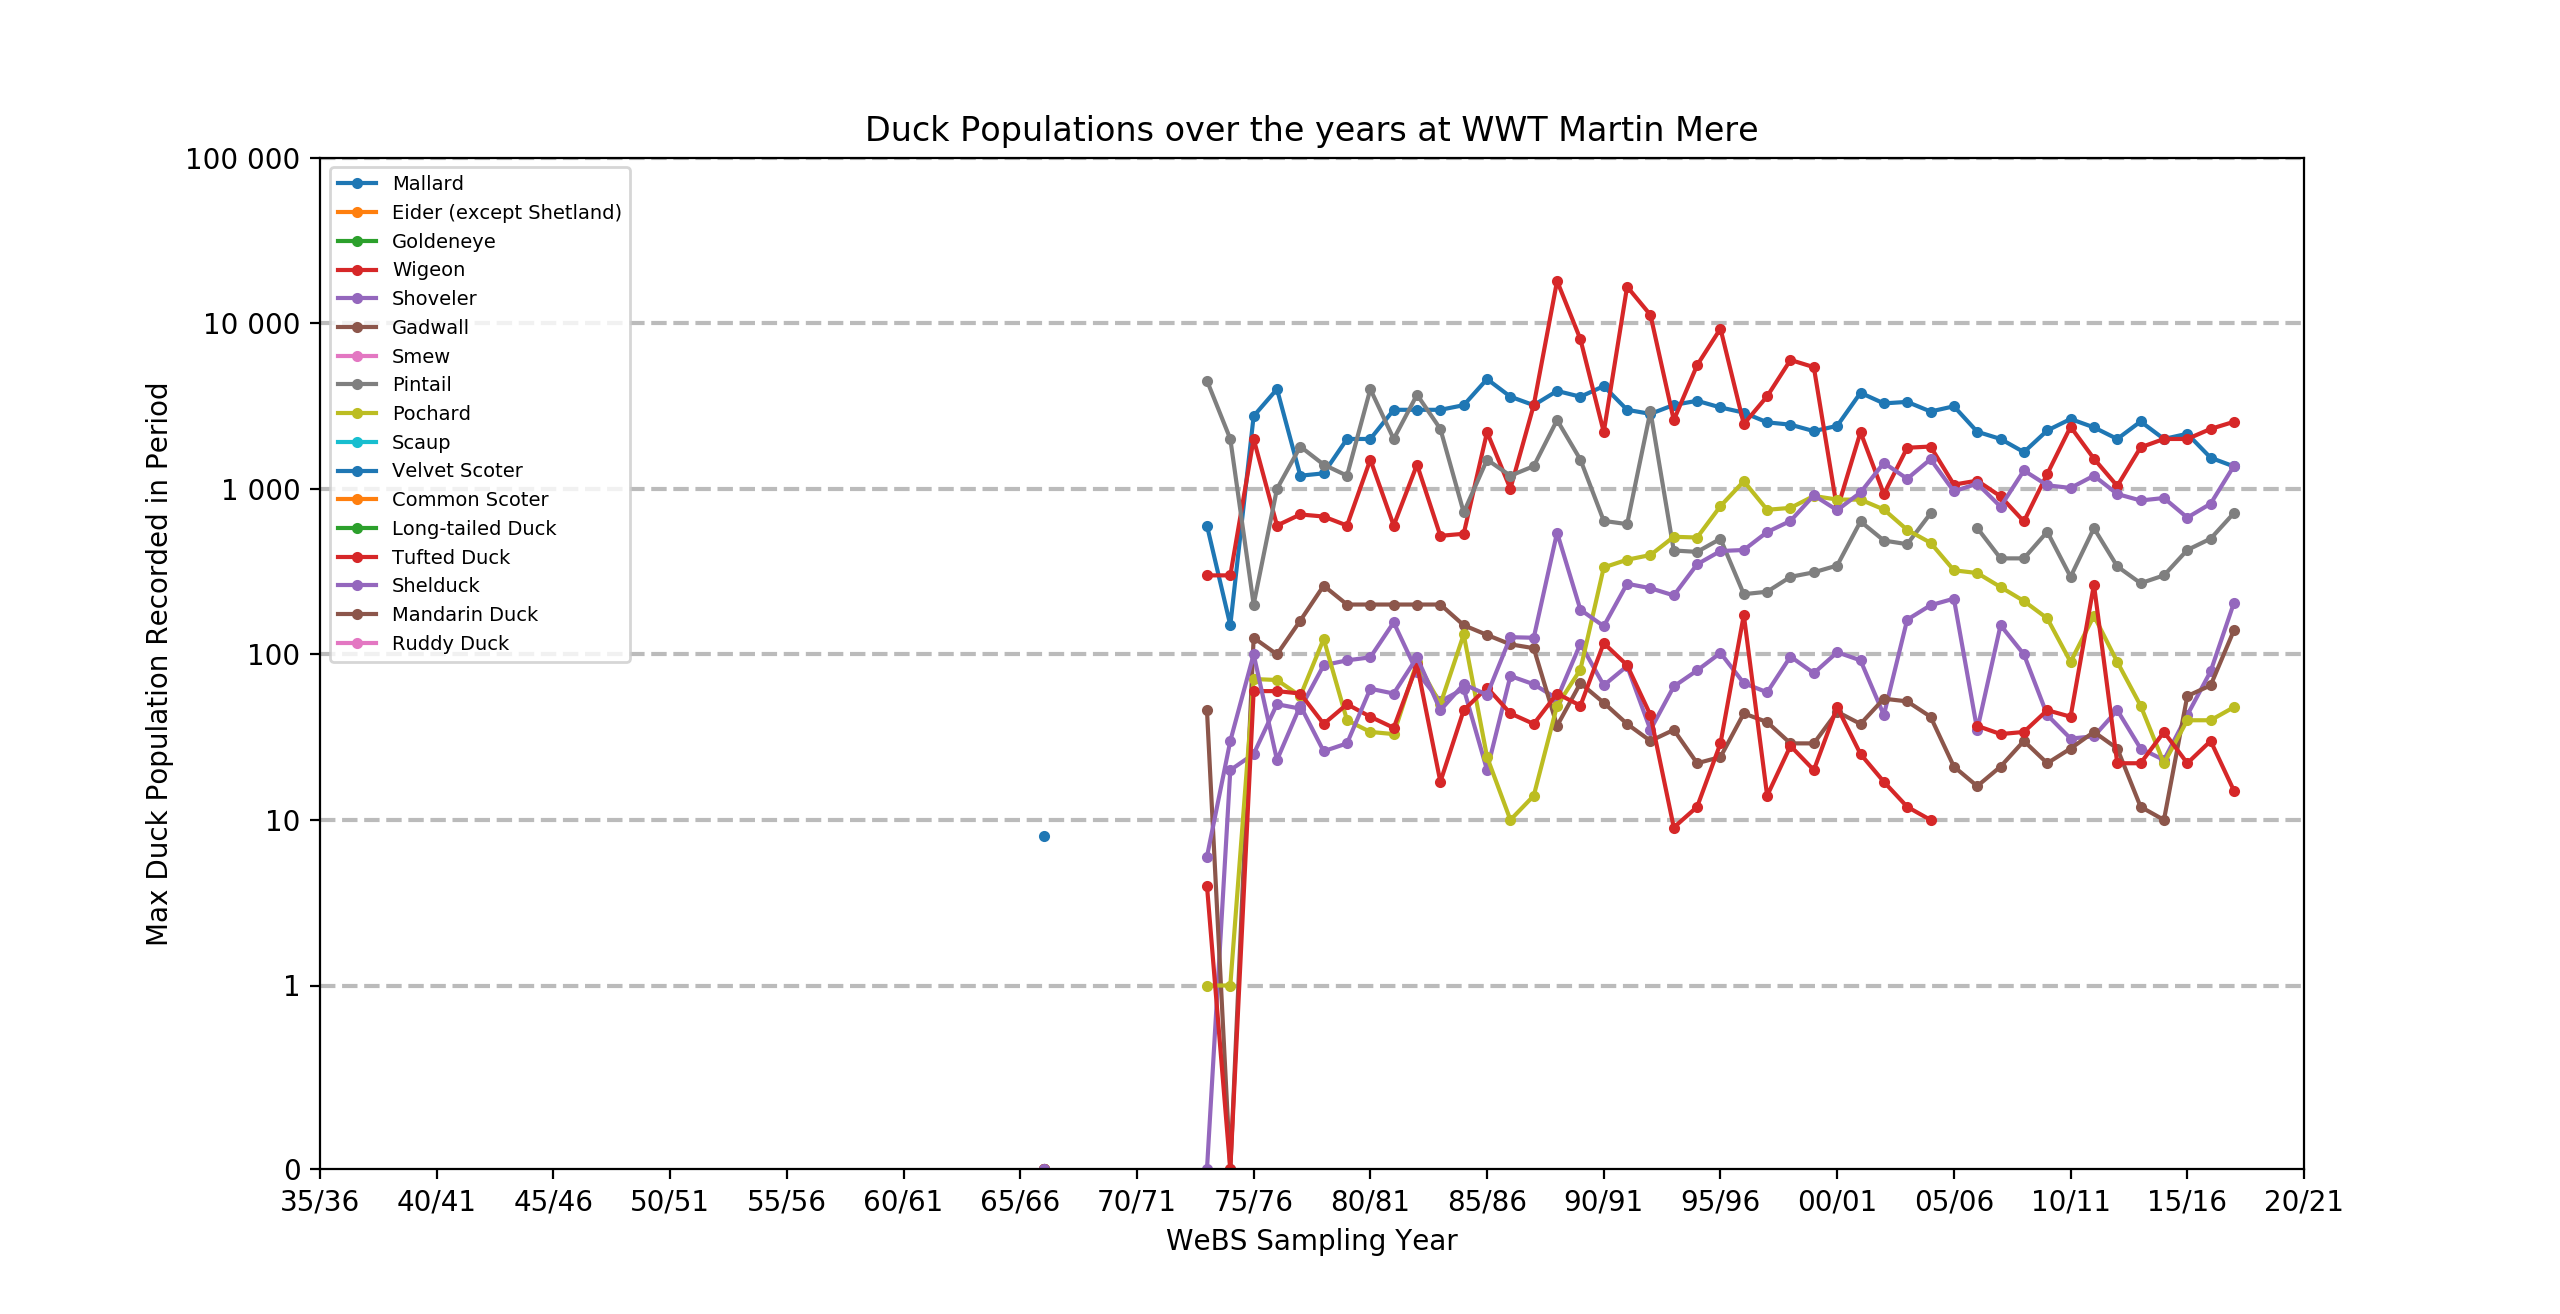 Duck Populations over the years at WWT Martin Mere
Max Duck Population Recorded in Period
100 000
10 000
1 000
100
10
1
0
Mallard
Eider (except Shetland)
Goldeneye
Wigeon
Shoveler
Gadwall
Smew
Pintail
Pochard
Scaup
Velvet Scoter
Common Scoter
Long-tailed Duck
Tufted Duck
Shelduck
Mandarin Duck
Ruddy Duck
35/36 40/41 45/46 50/51 55/56 60/61 65/66 70/71 75/76 80/81 85/86 90/91 95/96 00/01 05/06 10/11 15/16 20/21
WeBS Sampling Year